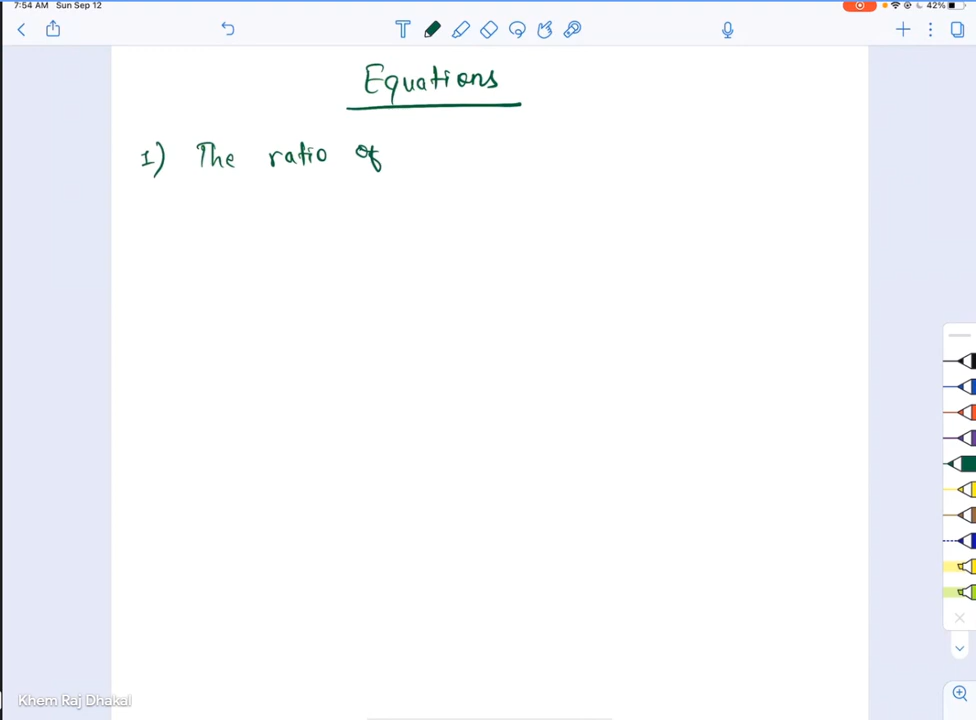 7:54 AM Sun Sep 12
42%
T
Equations
1) The ratio of
Khem Raj Dhakal